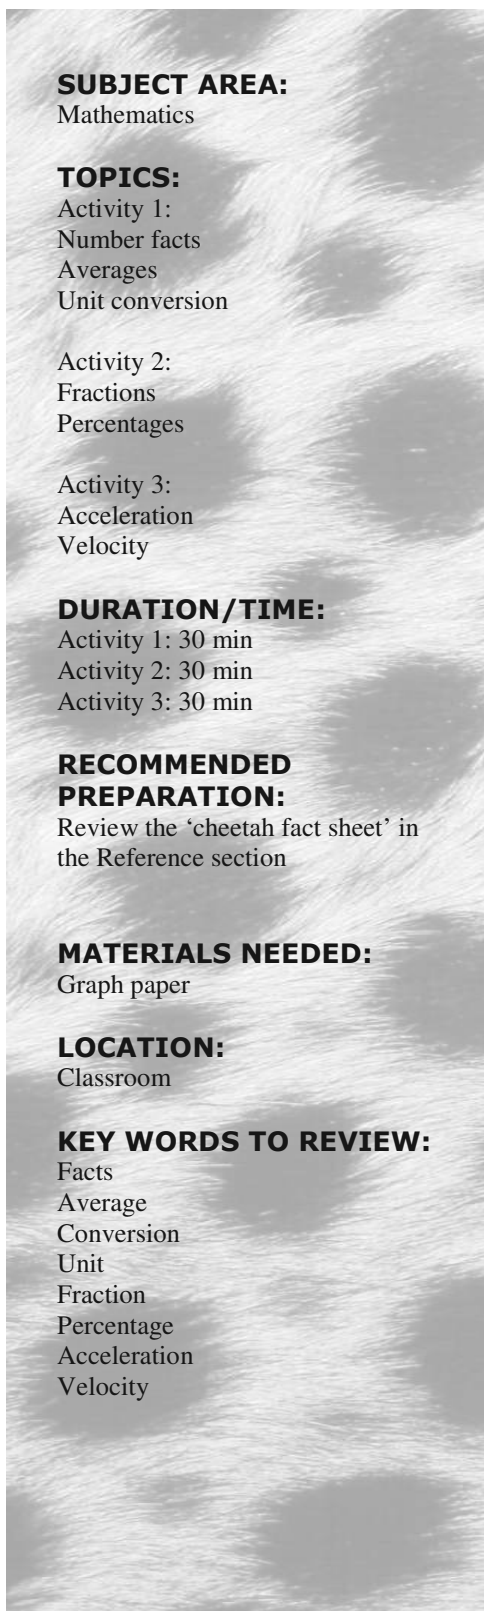 SUBJECT AREA:
Mathematics
TOPICS:
Activity 1:
Number facts
Averages
Unit conversion
Activity 2:
Fractions
Percentages
Activity 3:
Acceleration
Velocity
DURATION/TIME:
Activity 1: 30 min
Activity 2: 30 min
Activity 3: 30 min
RECOMMENDED
PREPARATION:
Review the ‘cheetah fact sheet’ in
the Reference section
MATERIALS NEEDED:
Graph paper
LOCATION:
Classroom
KEY WORDS TO REVIEW:
Facts
Average
Conversion
Unit
Fraction
Percentage
Acceleration
Velocity